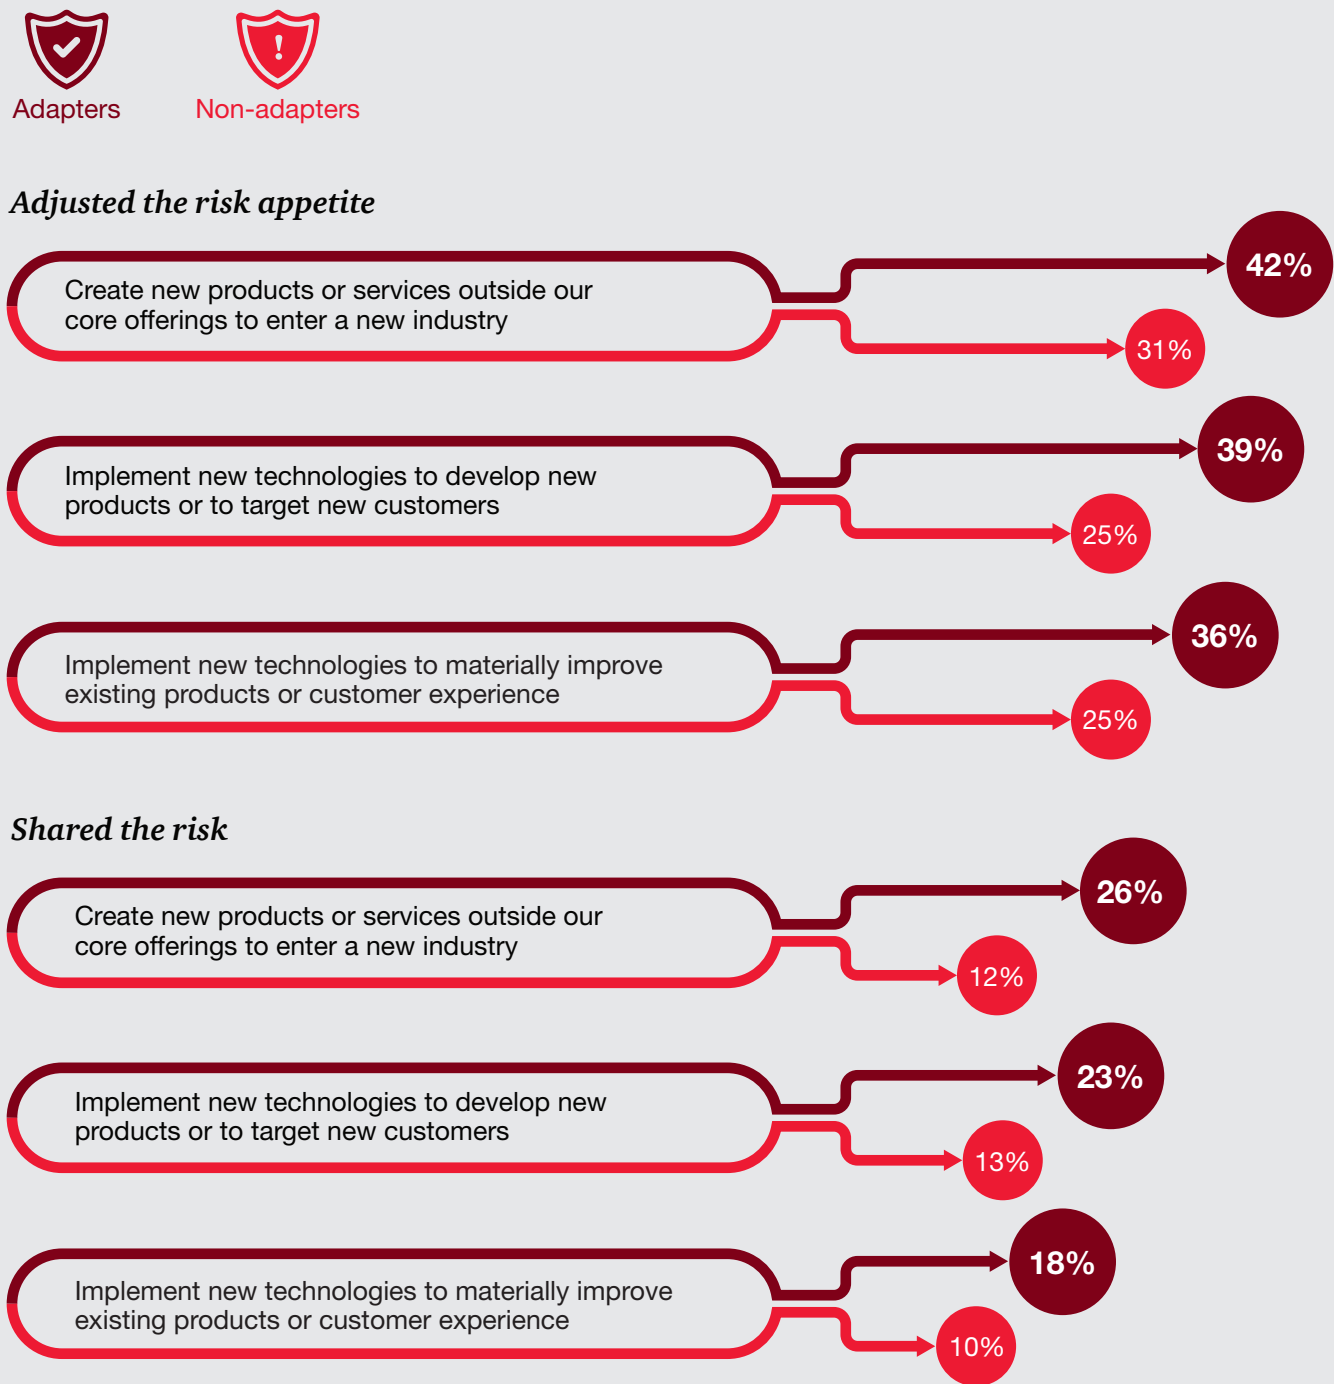 Adapters
Non-adapters
Adjusted the risk appetite
Create new products or services outside our
core offerings to enter a new industry
42%
31%
Implement new technologies to develop new
products or to target new customers
39%
25%
Implement new technologies to materially improve
existing products or customer experience
36%
25%
Shared the risk
Create new products or services outside our
core offerings to enter a new industry
26%
12%
Implement new technologies to develop new
products or to target new customers
23%
13%
Implement new technologies to materially improve
existing products or customer experience
18%
10%